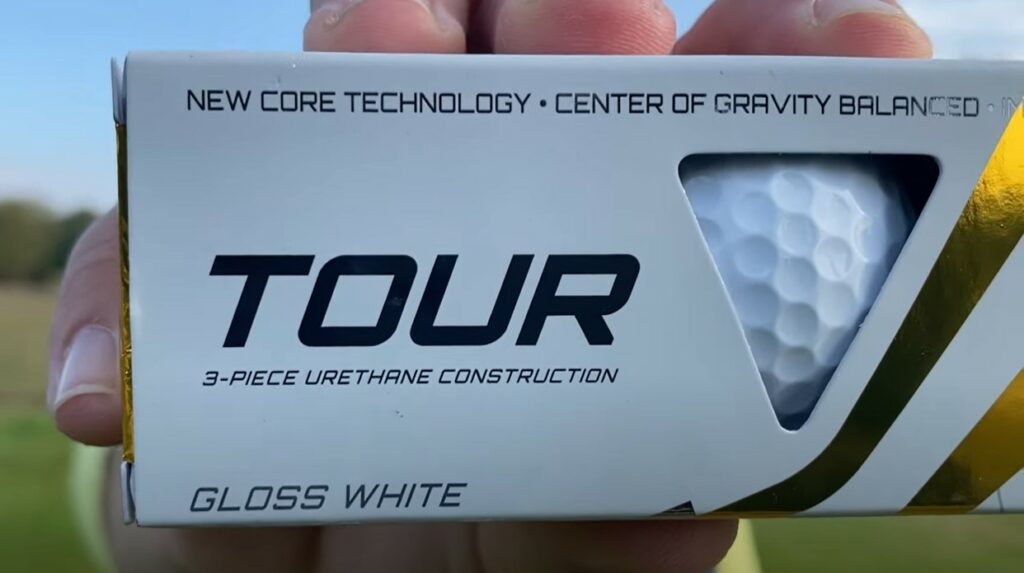 NEW CORE TECHNOLOGY • CENTER OF GRAVITY BALANCED •
TOUR
3-PIECE URETHANE CONSTRUCTION
GLOSS WHITE